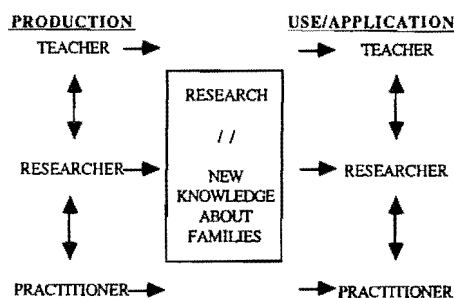 PRODUCTION USE/APPLICATION
TEACHER TEACHER
RESEARCH
/ /
RESEARCHER NEW RESEARCHER
KNOWLEDGE
ABOUT
FAMILIES
PRACTITIONER PRACTITIONER